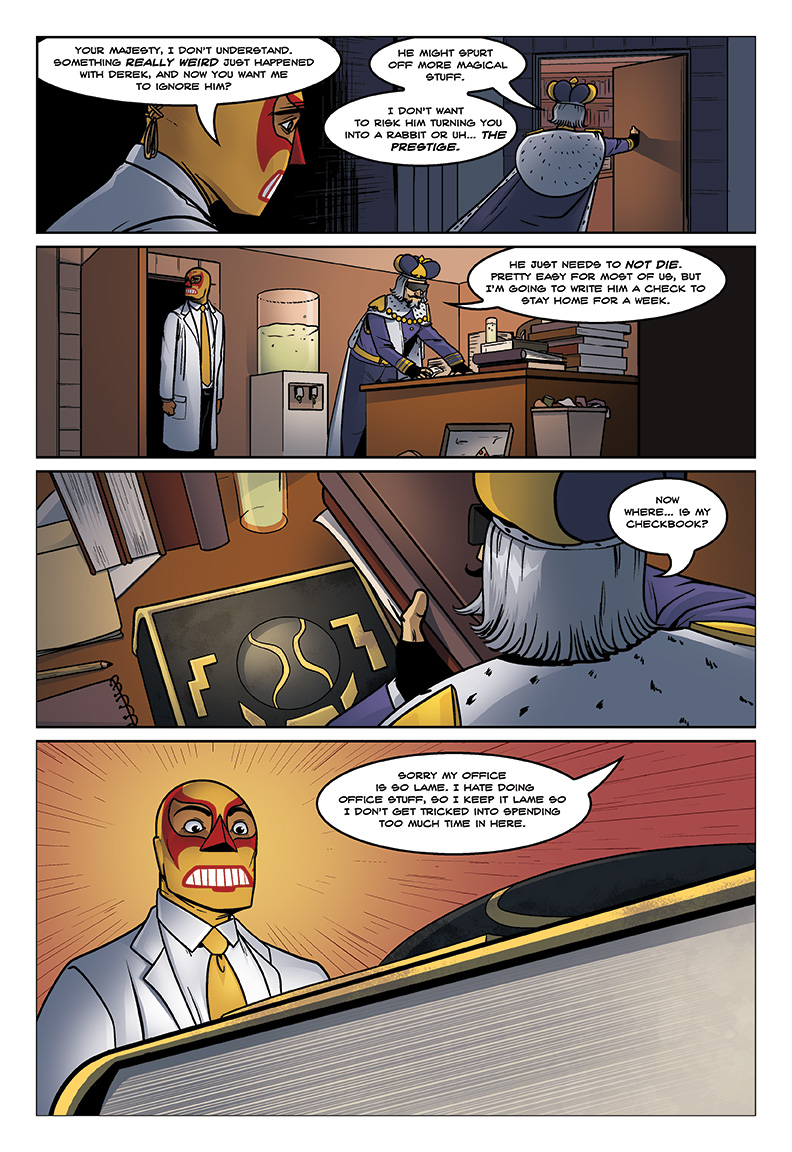 YOUR MAJESTY, I DON'T UNDERSTAND.
SOMETHING REALLY WEIRD JUST HAPPENED
WITH DEREK, AND NOW YOU WANT ME
TO IGNORE HIM?
HE MIGHT SPURT
OFF MORE MAGICAL
STUFF.
I DON'T WANT
TO RISK HIM TURNING YOU
INTO A RABBIT OR UH... THE
PRESTIGE.
HE JUST NEEDS TO NOT DIE.
PRETTY EASY FOR MOST OF US, BUT
I'M GOING TO WRITE HIM A CHECK TO
STAY HOME FOR A WEEK.
NOW
WHERE... IS MY
CHECKBOOK?
SORRY MY OFFICE
IS SO LAME. I HATE DOING
OFFICE STUFF, SO I KEEP IT LAME SO
I DON'T GET TRICKED INTO SPENDING
TOO MUCH TIME IN HERE.